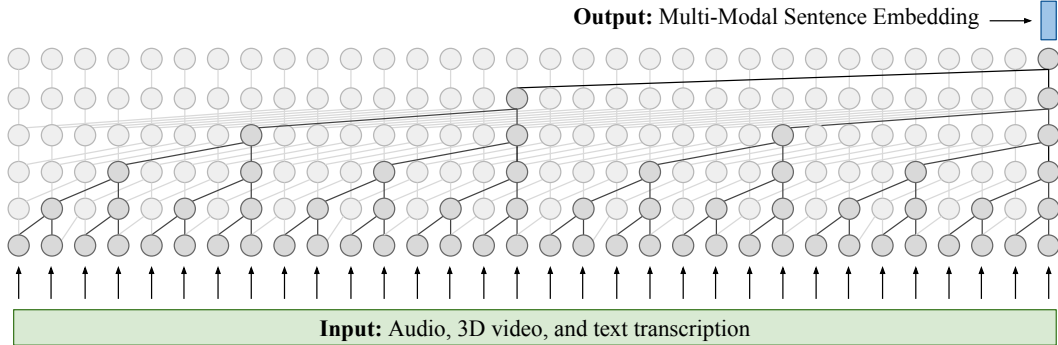 Output: Multi-Modal Sentence Embedding
Input: Audio, 3D video, and text transcription